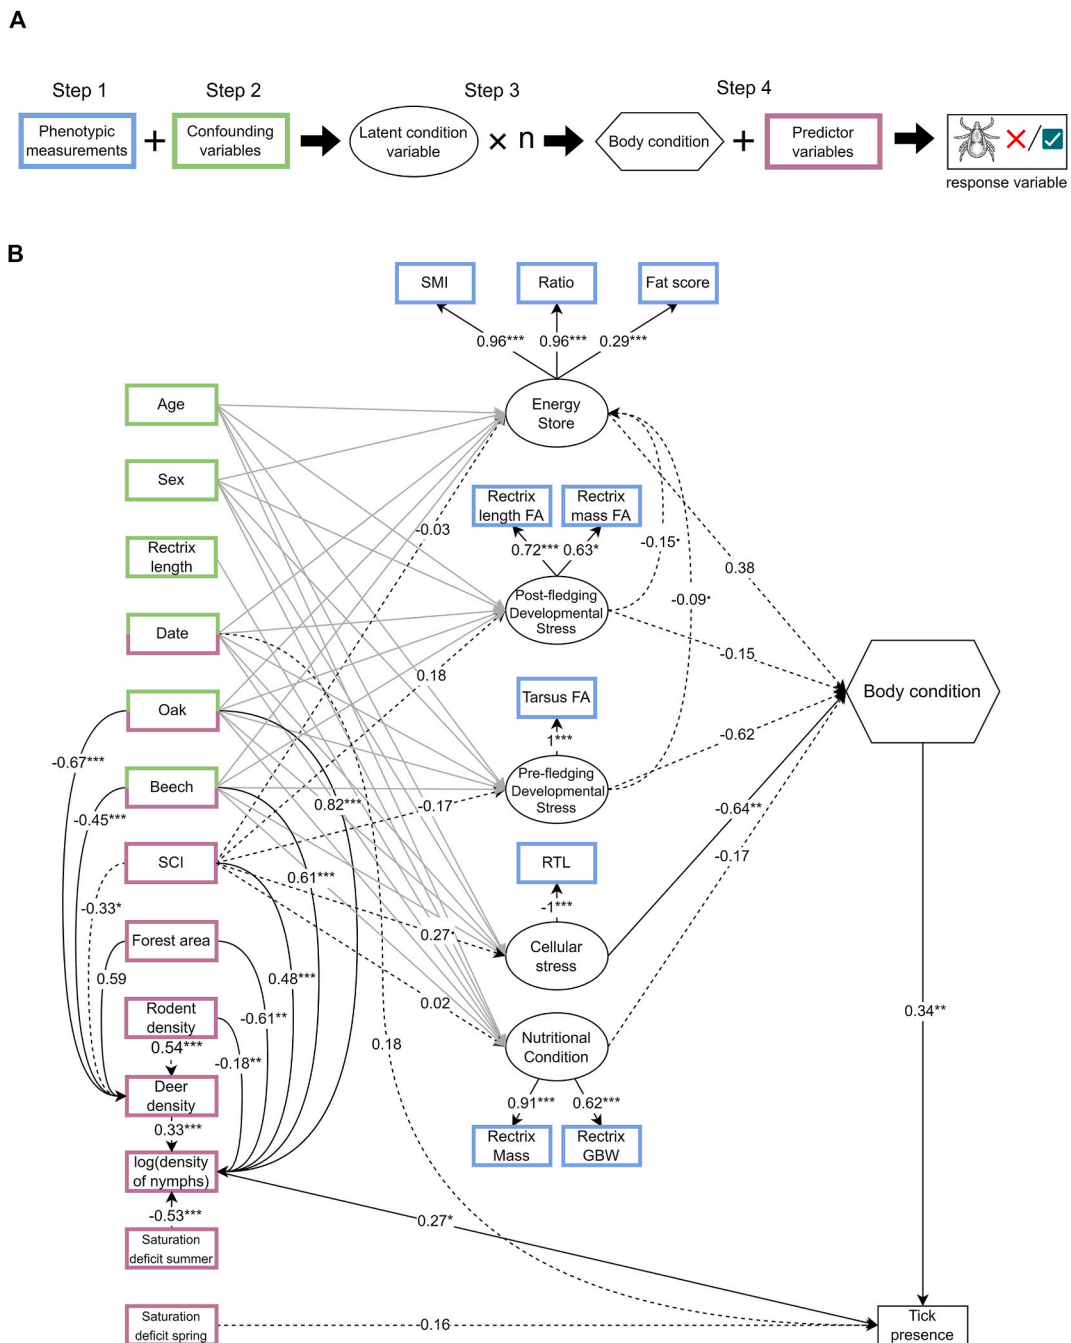 A
Step 1
Step 2
Step 3
Step 4
Phenotypic
measurements
+
Confounding
variables
Latent condition
variable
× n
Body condition
+
Predictor
variables
/
response variable
B
SMI
Ratio
Fat score
0.96***
0.96***
0.29***
Age
Energy
Store
Sex
Rectrix
length FA
Rectrix
mass FA
-0.03
Rectrix
length
0.72***
0.63*
-0.15•
0.38
Post-fledging
Developmental
Stress
-0.09•
Date
-0.15
0.18
Oak
Tarsus FA
Body condition
-0.67***
1***
-0.62
Beech
Pre-fledging
Developmental
Stress
0.82***
-0.17
-0.45***
-0.64**
SCI
RTL
-0.17
0.61***
-0.33*
-1***
Forest area
0.27
Cellular
stress
0.59
0.48***
Rodent
density
0.02
-0.61**
0.34**
0.54***
0.18
Nutritional
Condition
-0.18**
Deer
density
0.91***
0.62***
0.33***
Rectrix
Mass
Rectrix
GBW
log(density
of nymphs)
-0.53***
0.27*
Saturation
deficit summer
Saturation
deficit spring
-0.16
Tick
presence